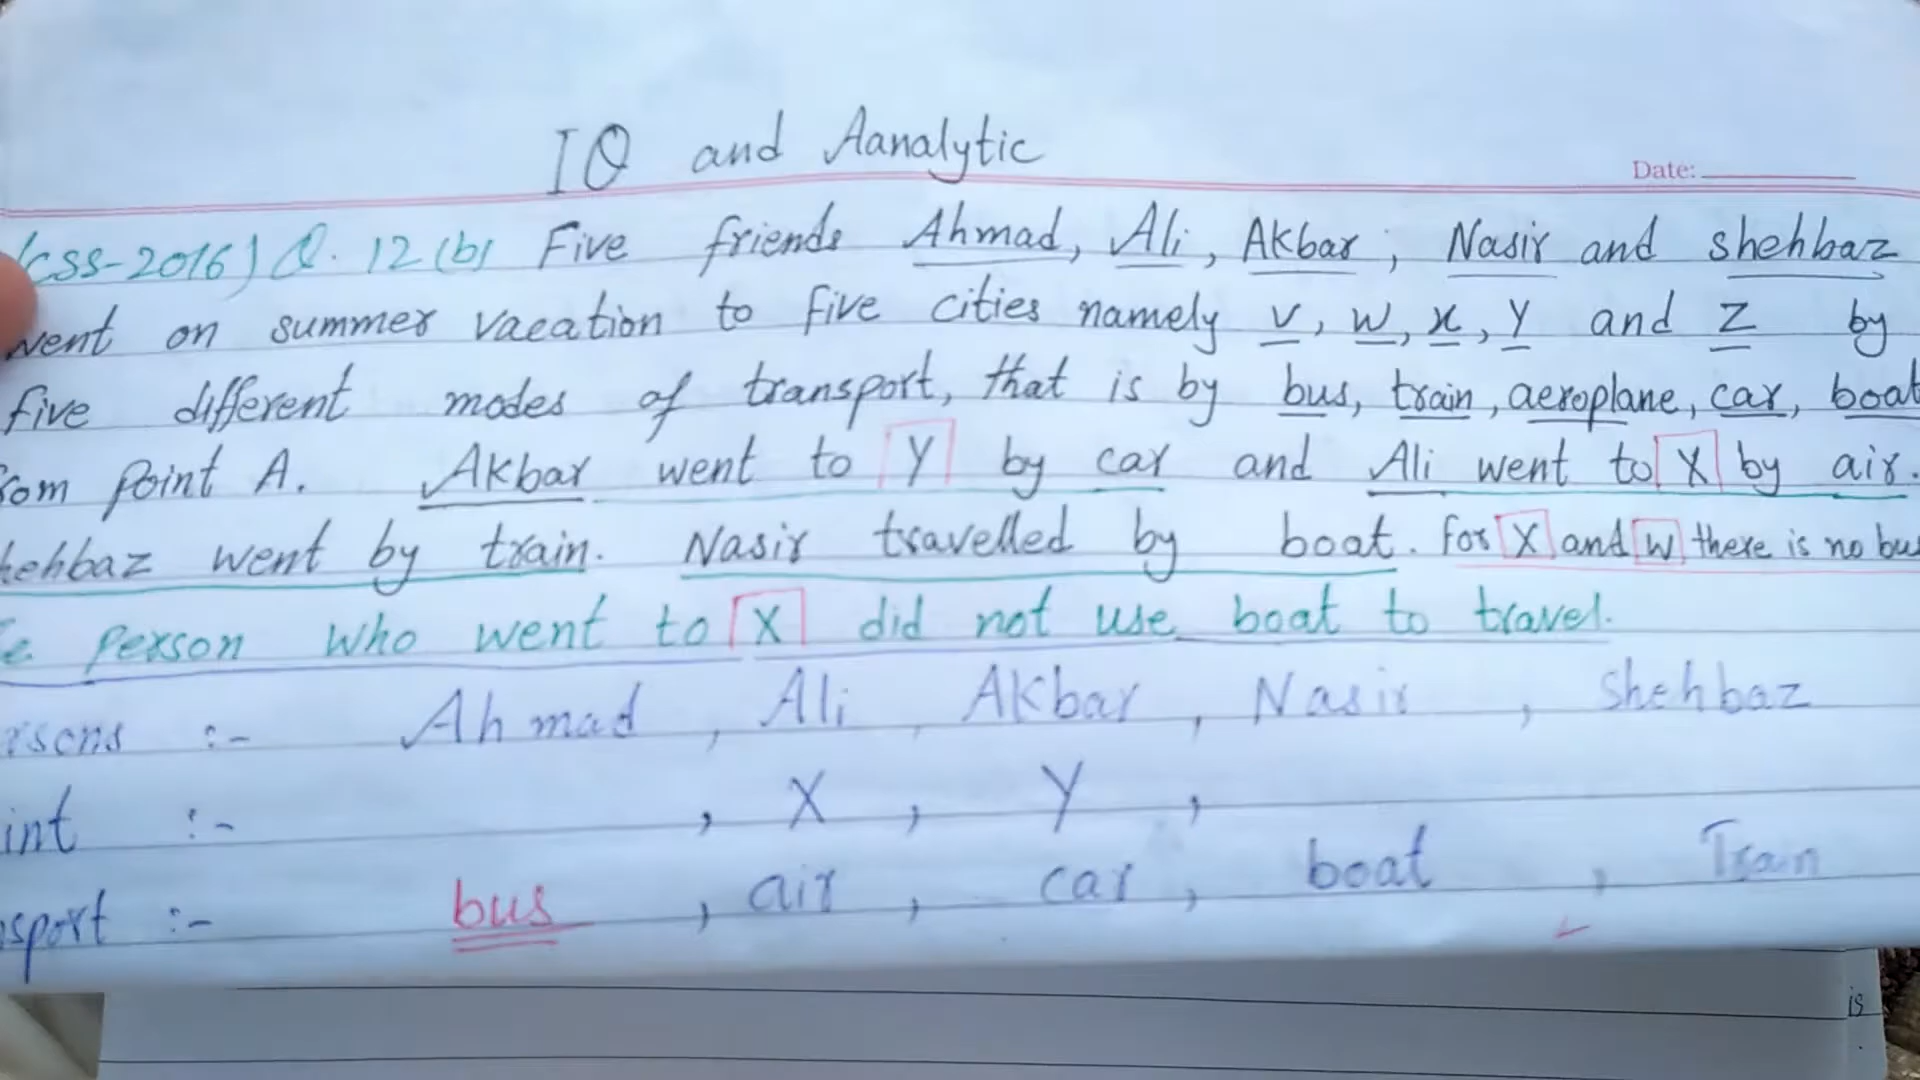 IQ and Aanalytic
Date:
(CSS-2016) Q. 12 (b) Five friends Ahmad, Ali, Akbar, Nasir and shehbaz
went on summer vacation to five cities namely v, w, x, Y and Z by
five different modes of transport, that is by bus, train, aeroplane, car, boat
from point A. Akbar went to Y by car and Ali went to X by air.
hehbaz went by train. Nasir travelled by boat. For X and W there is no bus
e person who went to X did not use boat to travel.
rsons :- Ahmad, Ali, Akbar, Nasir, Shehbaz
int :- , X, Y,
nsport :- bus, air, car, boat, Train
is